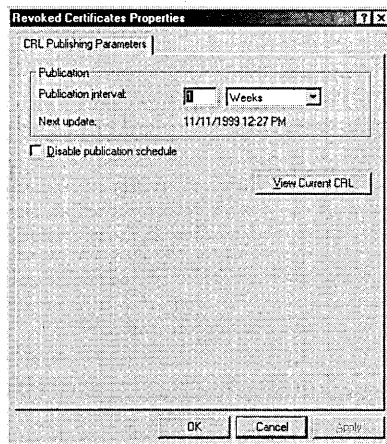 Revoked Certificates Properties
CRL Publishing Parameters
Publication
Publication interval: 1 Weeks
Next update: 11/11/1999 12:27 PM
Disable publication schedule
View Current CRL
OK Cancel Apply